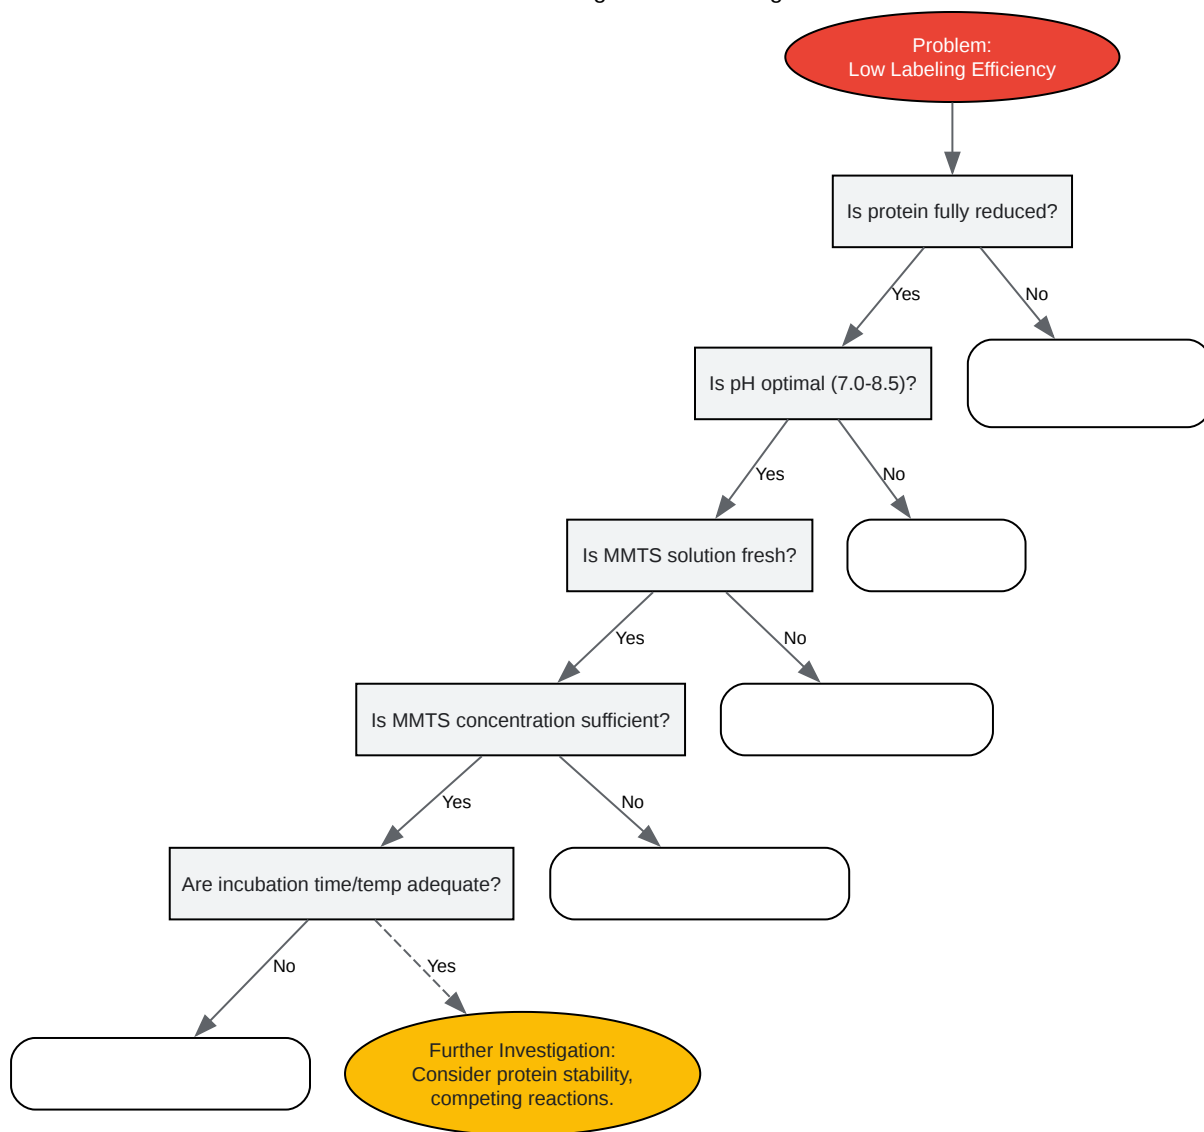 Problem:
Low Labeling Efficiency
Is protein fully reduced?
Yes
No
Is pH optimal (7.0-8.5)?
Yes
No
Is MMTS solution fresh?
Yes
No
Is MMTS concentration sufficient?
Yes
No
Are incubation time/temp adequate?
No
Yes
Further Investigation:
Consider protein stability,
competing reactions.